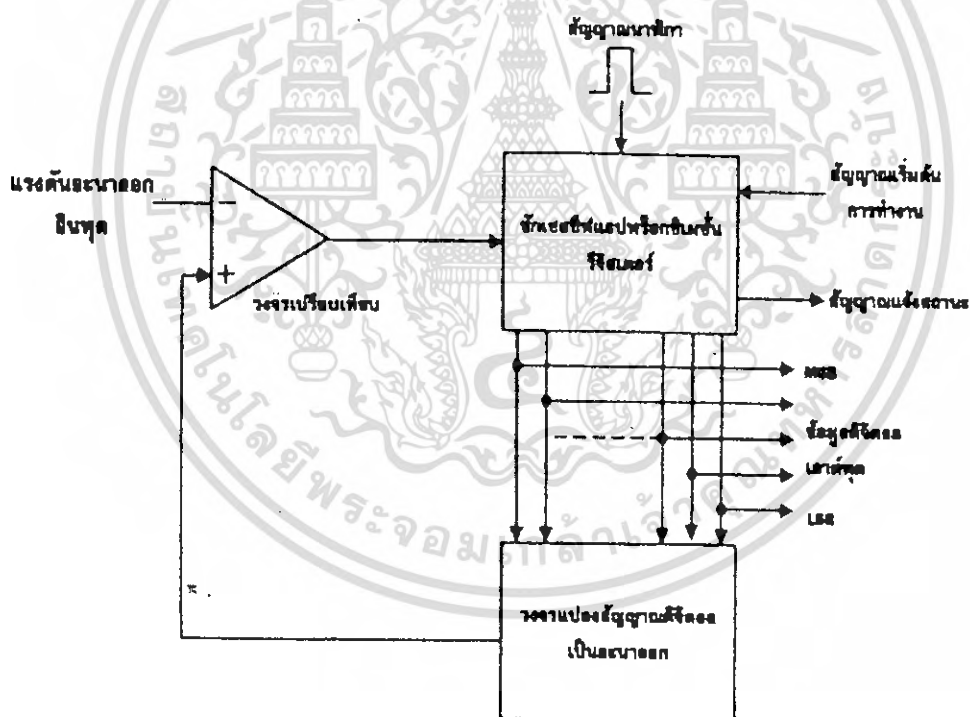 สัญญาณนาฬิกา
แรงดันอะนาลอก
อินพุต
-
+
วงจรเปรียบเทียบ
ซักเซสซีฟแอปพร็อกซิเมชั่น
รีจิสเตอร์
สัญญาณเริ่มต้น
การทำงาน
สัญญาณแจ้งสถานะ
MSB
ข้อมูลดิจิตอล
เอาต์พุต
LSB
วงจรแปลงสัญญาณดิจิตอล
เป็นอะนาลอก